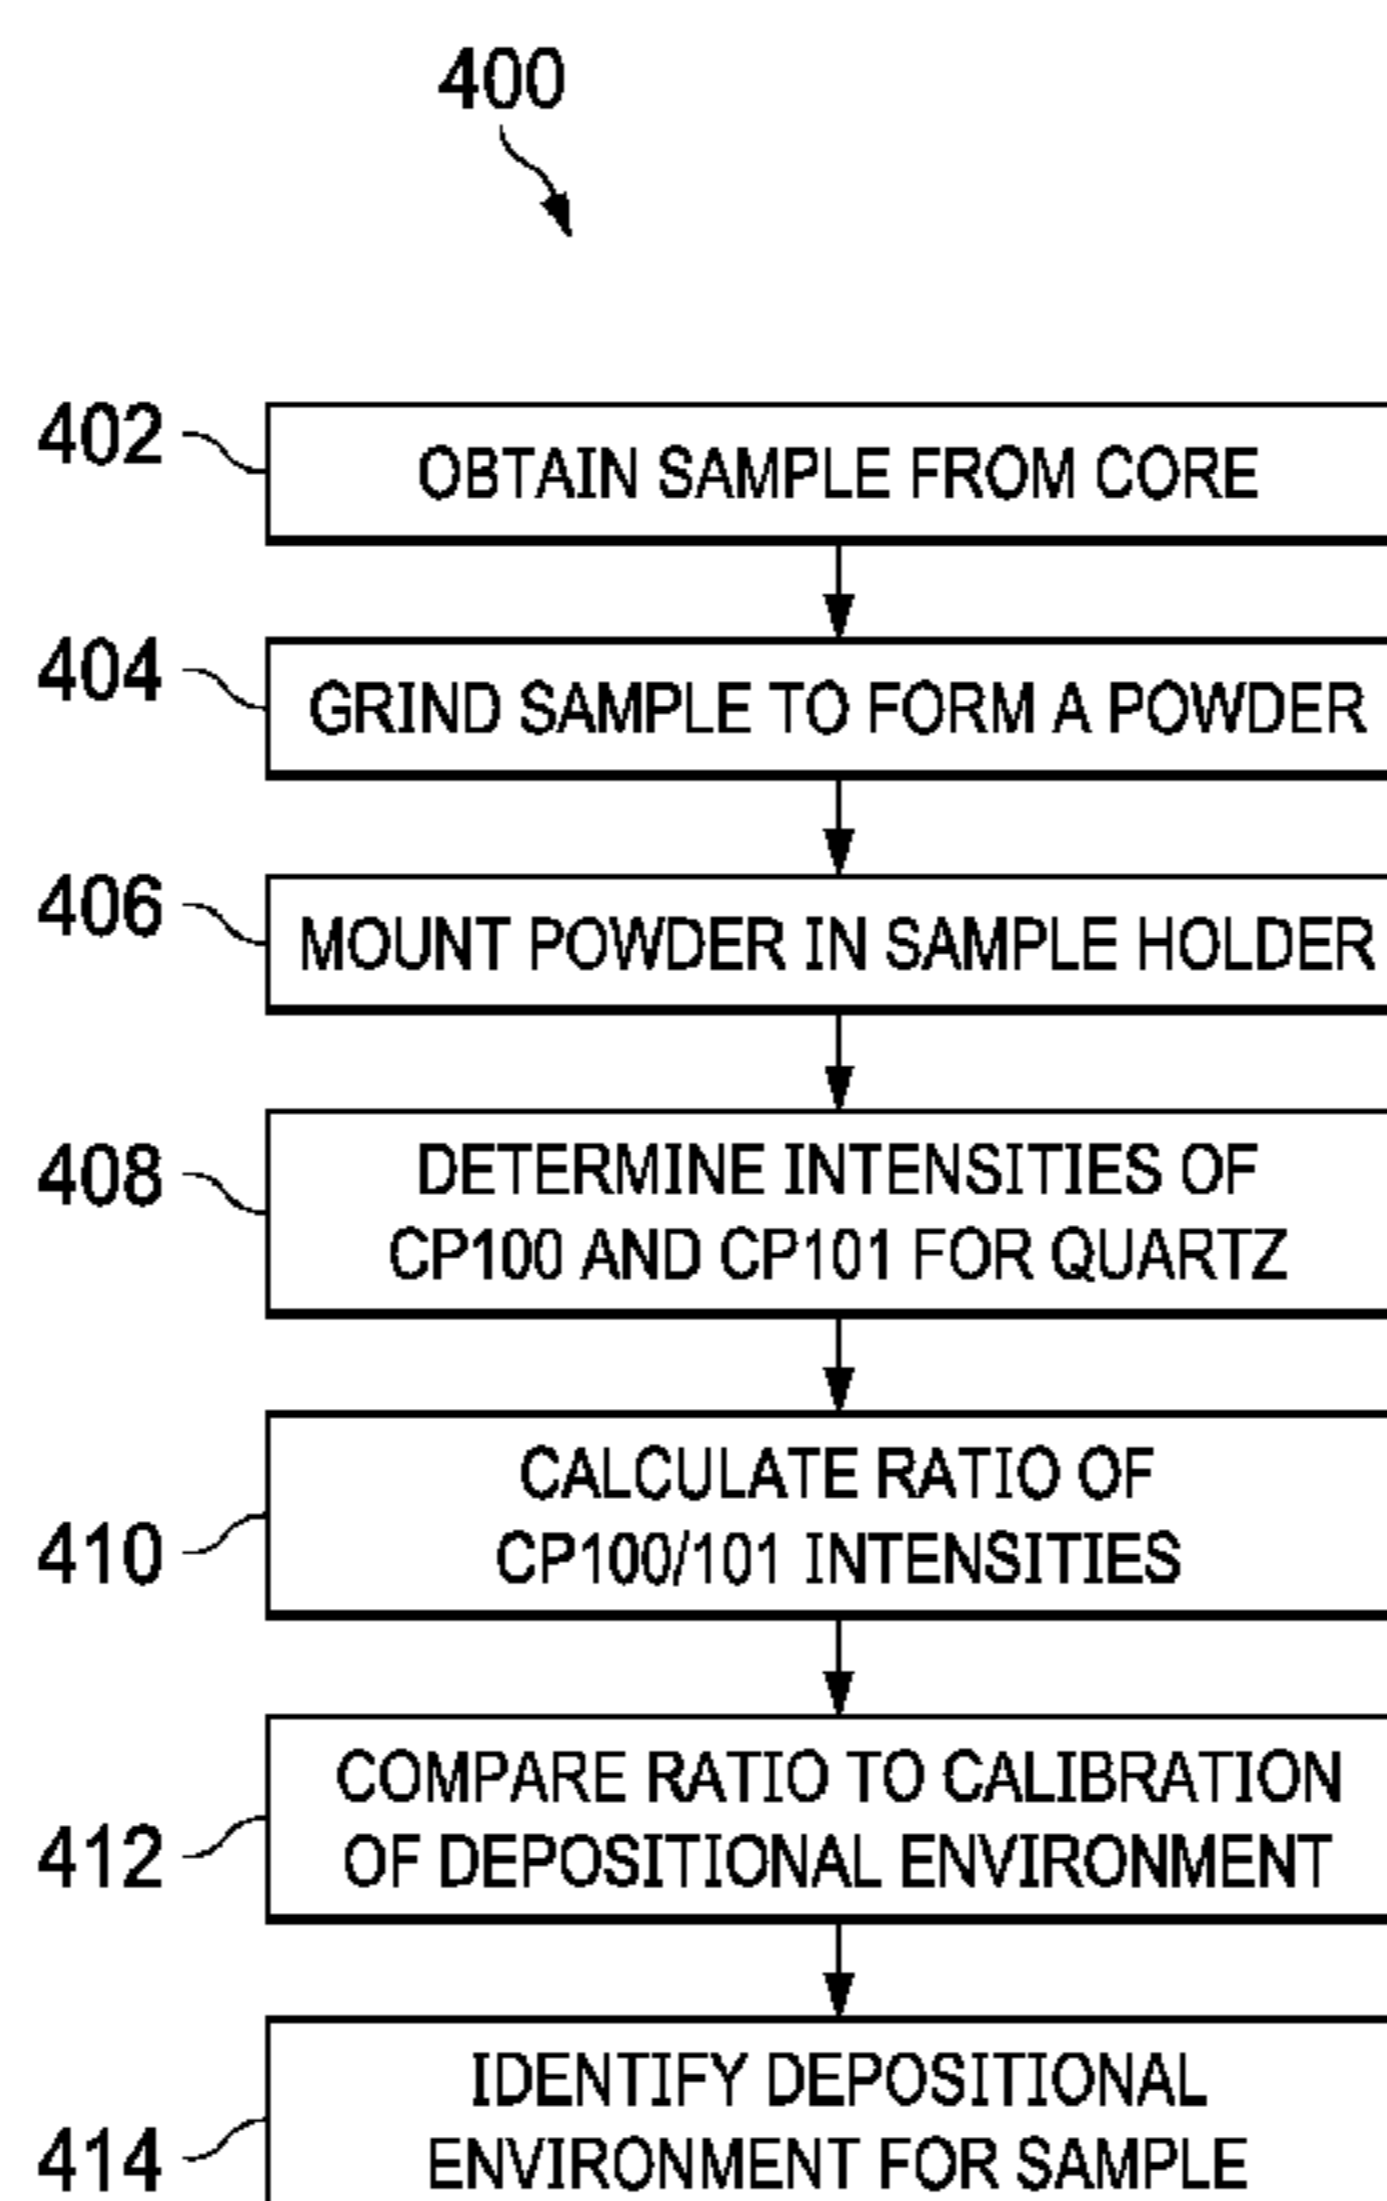 400
402
OBTAIN SAMPLE FROM CORE
404
GRIND SAMPLE TO FORM A POWDER
406
MOUNT POWDER IN SAMPLE HOLDER
408
DETERMINE INTENSITIES OF
CP100 AND CP101 FOR QUARTZ
410
CALCULATE RATIO OF
CP100/101 INTENSITIES
412
COMPARE RATIO TO CALIBRATION
OF DEPOSITIONAL ENVIRONMENT
414
IDENTIFY DEPOSITIONAL
ENVIRONMENT FOR SAMPLE